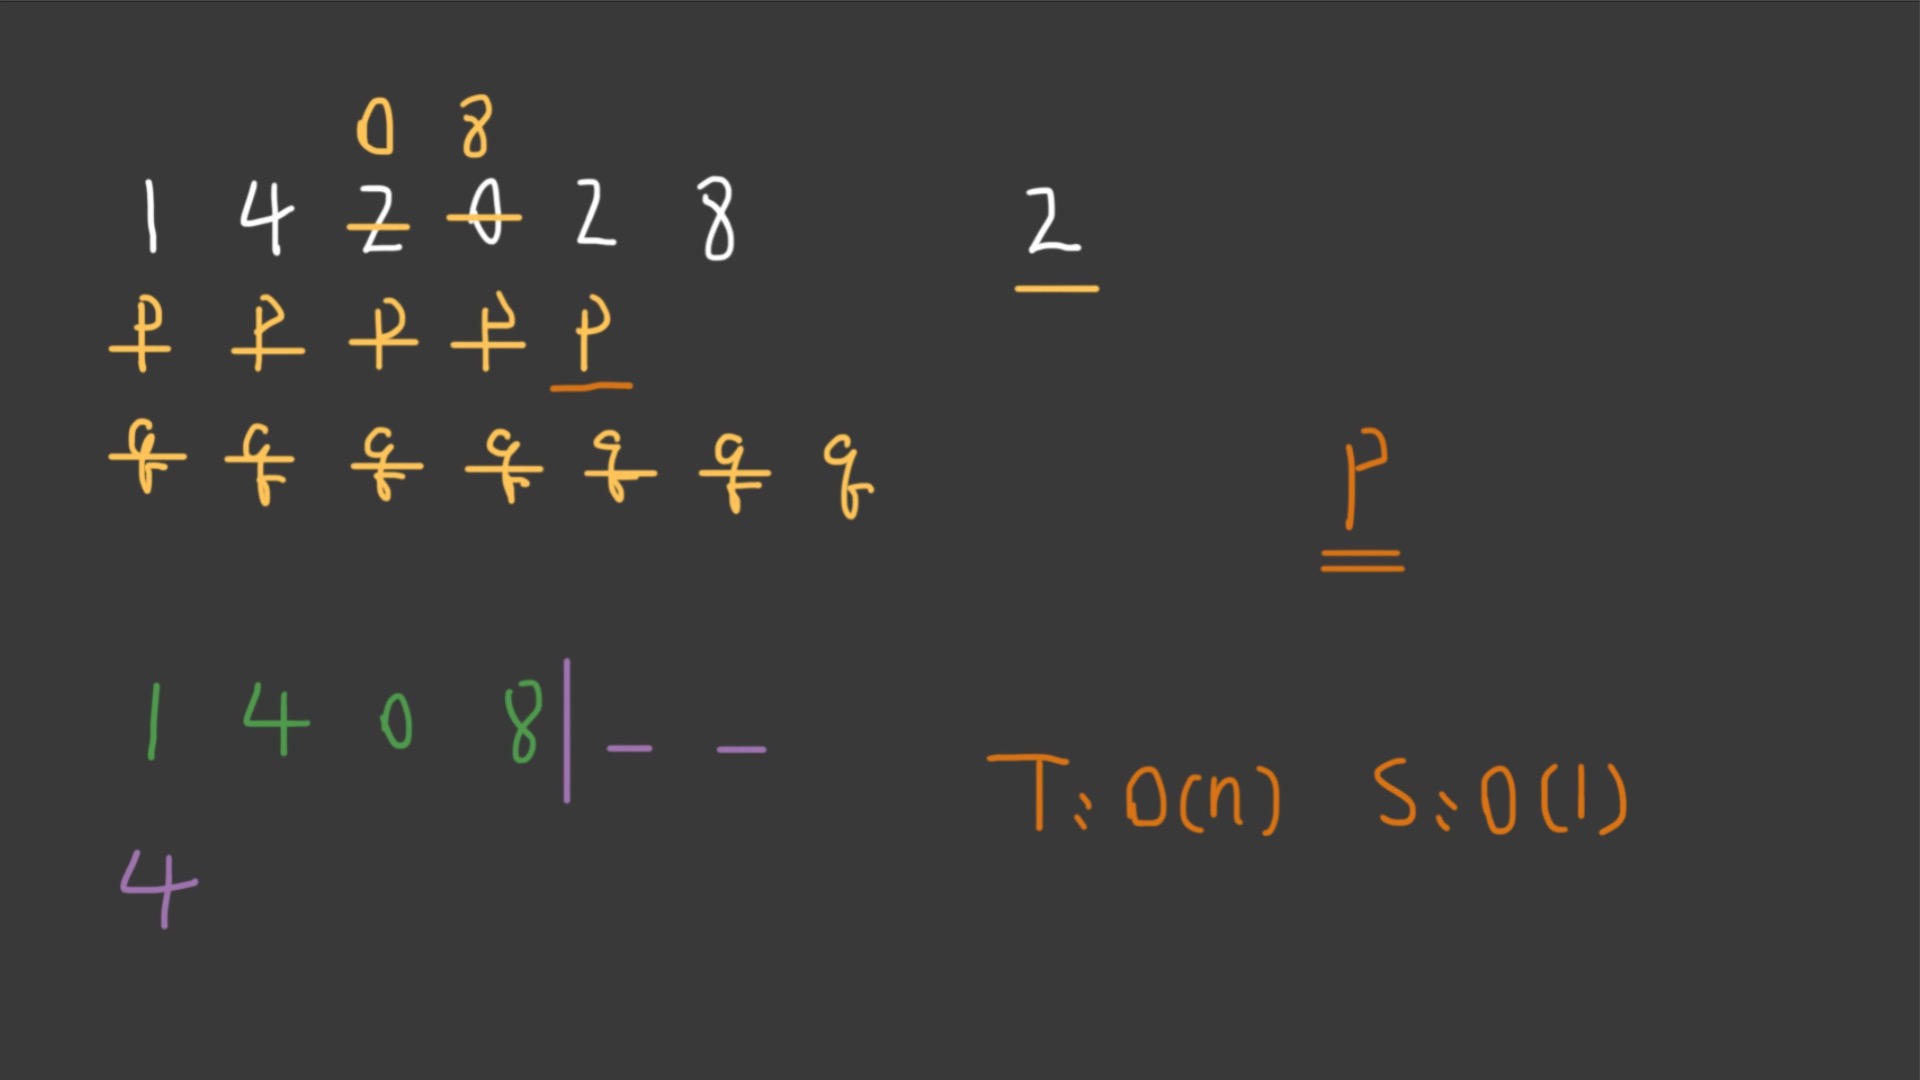 0 8
1 4 2 0 2 8 2
p p p p p
q q q q q q q
p
1 4 0 8 | _ _
T: O(n) S: O(1)
4